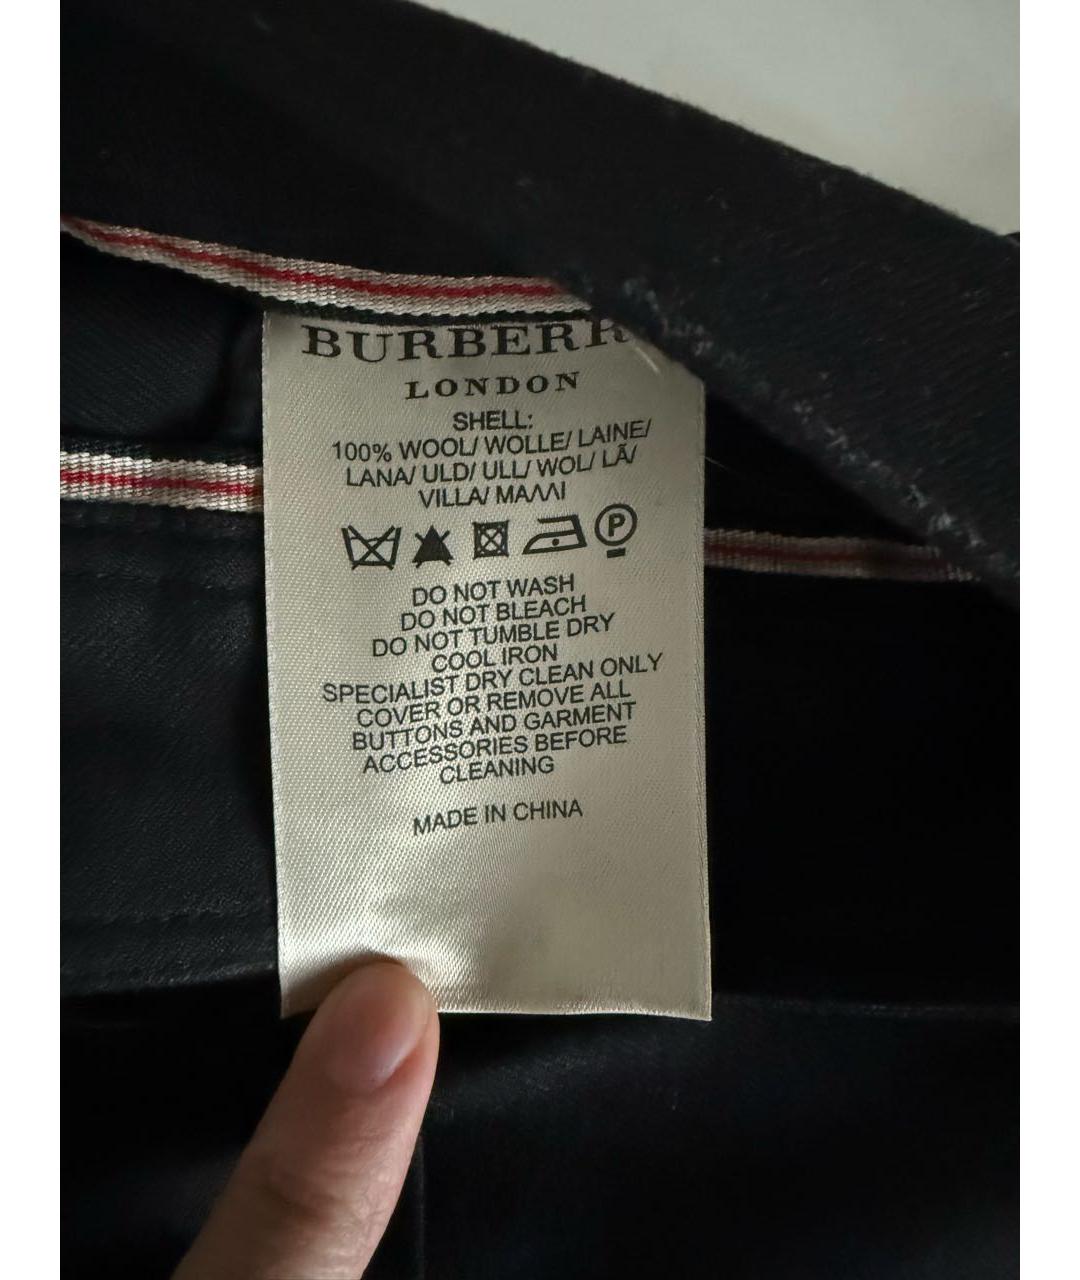 BURBERR
LONDON
SHELL:
100% WOOL/ WOLLE/ LAINE/
LANA/ ULD/ ULL/ WOL/ LÃ/
VILLA/ ΜΑΛΛΙ
P
DO NOT WASH
DO NOT BLEACH
DO NOT TUMBLE DRY
COOL IRON
SPECIALIST DRY CLEAN ONLY
COVER OR REMOVE ALL
BUTTONS AND GARMENT
ACCESSORIES BEFORE
CLEANING
MADE IN CHINA